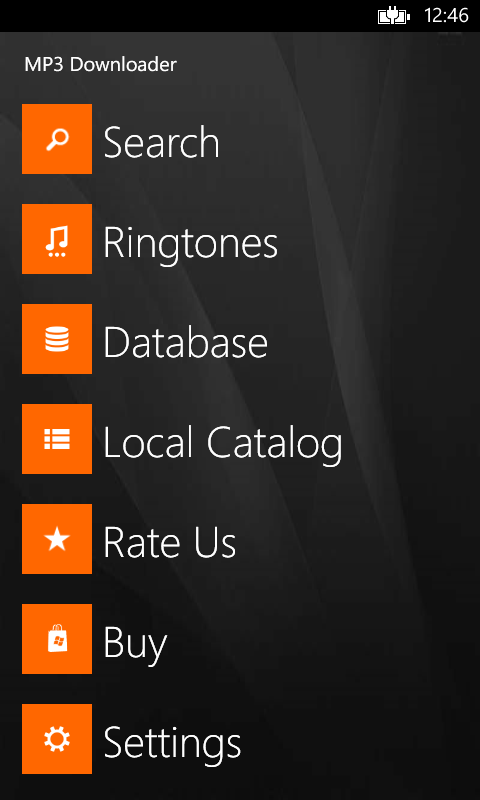 12:46
MP3 Downloader
Search
Ringtones
Database
Local Catalog
Rate Us
Buy
Settings